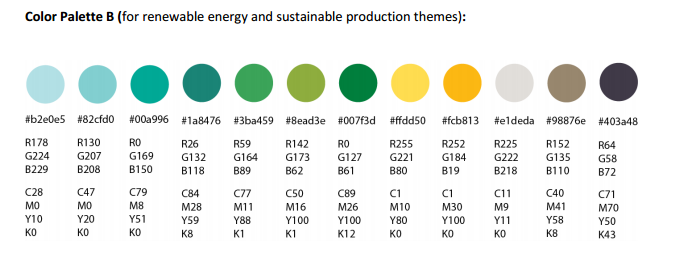 Color Palette B (for renewable energy and sustainable production themes):
#b2e0e5 #82cfd0 #00a996 #1a8476 #3ba459 #8ead3e #007f3d #ffdd50 #fcb813 #e1deda #98876e #403a48
R178 R130 R0 R26 R59 R142 R0 R255 R252 R225 R152 R64
G224 G207 G169 G132 G164 G173 G127 G221 G184 G222 G135 G58
B229 B208 B150 B118 B89 B62 B61 B80 B19 B218 B110 B72
C28 C47 C79 C84 C77 C50 C89 C1 C1 C11 C40 C71
M0 M0 M8 M28 M11 M16 M26 M10 M30 M9 M41 M70
Y10 Y20 Y51 Y59 Y88 Y100 Y100 Y80 Y100 Y11 Y58 Y50
K0 K0 K0 K8 K1 K1 K12 K0 K0 K0 K8 K43